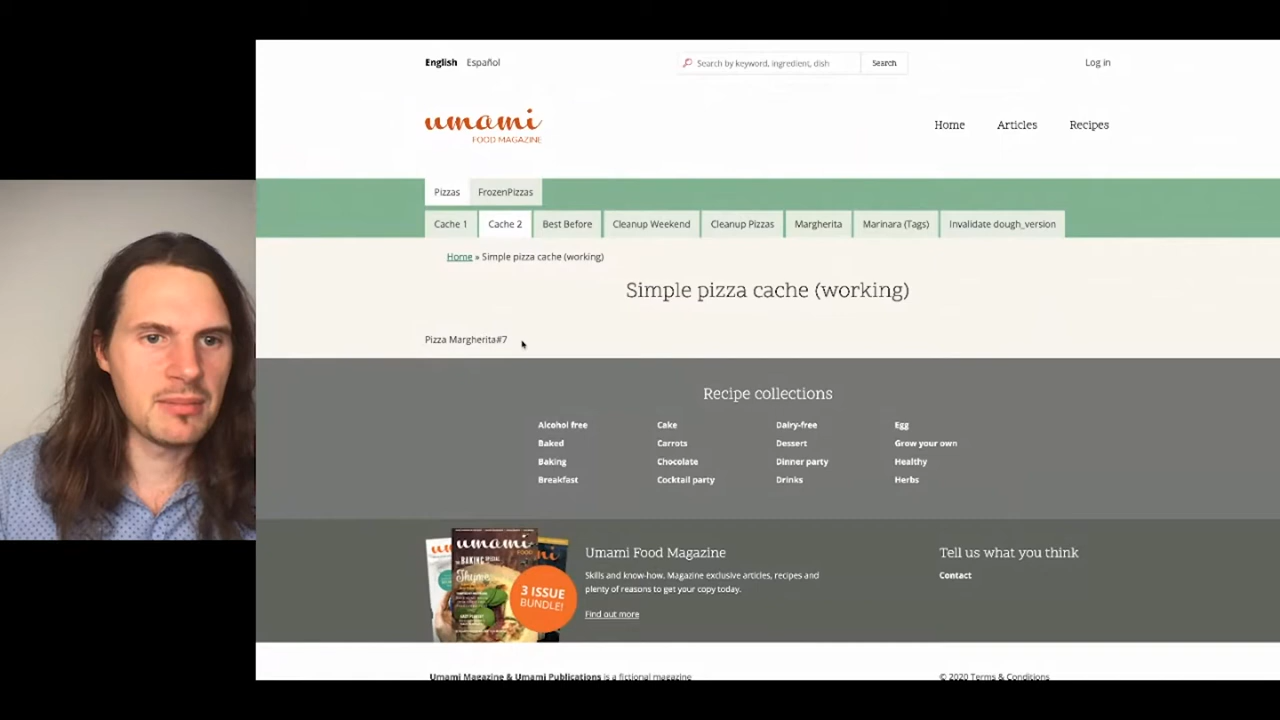 English Español
Search by keyword, ingredient, dish
Search
Log in
umami
FOOD MAGAZINE
Home Articles Recipes
Pizzas FrozenPizzas
Cache 1 Cache 2 Best Before Cleanup Weekend Cleanup Pizzas Margherita Marinara (Tags) Invalidate dough_version
Home » Simple pizza cache (working)
Simple pizza cache (working)
Pizza Margherita#7
Recipe collections
Alcohol free Cake Dairy-free Egg
Baked Carrots Dessert Grow your own
Baking Chocolate Dinner party Healthy
Breakfast Cocktail party Drinks Herbs
umami
FOOD
BAKING SPECIAL
Thyme
3 ISSUE
BUNDLE!
Umami Food Magazine
Skills and know-how. Magazine exclusive articles, recipes and
plenty of reasons to get your copy today.
Find out more
Tell us what you think
Contact
Umami Magazine & Umami Publications is a fictional magazine
© 2020 Terms & Conditions